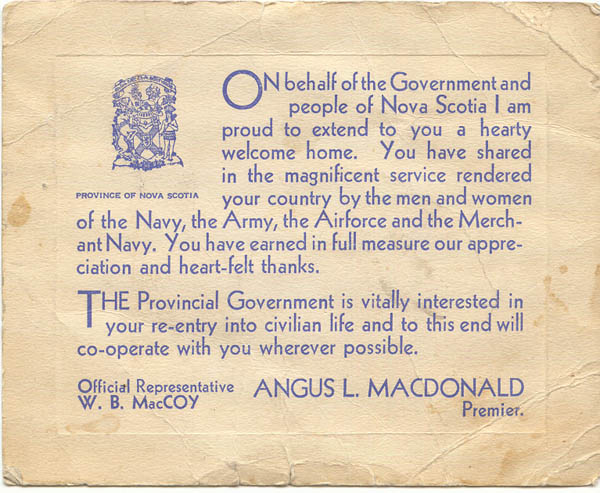 ON behalf of the Government and
people of Nova Scotia I am
proud to extend to you a hearty
welcome home. You have shared
in the magnificent service rendered
PROVINCE OF NOVA SCOTIA
your country by the men and women
of the Navy, the Army, the Airforce and the Merch-
ant Navy. You have earned in full measure our appre-
ciation and heart-felt thanks.
THE Provincial Government is vitally interested in
your re-entry into civilian life and to this end will
co-operate with you wherever possible.
Official Representative
W. B. MacCOY
ANGUS L. MACDONALD
Premier.